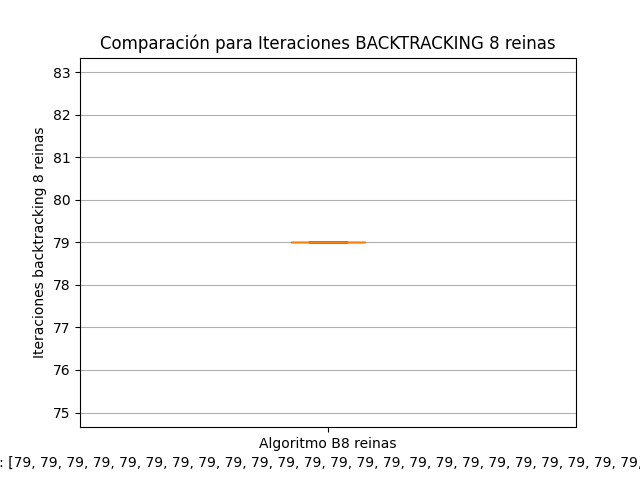 Comparación para Iteraciones BACKTRACKING 8 reinas
83
82
81
80
79
78
77
76
75
Iteraciones backtracking 8 reinas
Algoritmo B8 reinas
: [79, 79, 79, 79, 79, 79, 79, 79, 79, 79, 79, 79, 79, 79, 79, 79, 79, 79, 79, 79, 79, 79, 79, 79,